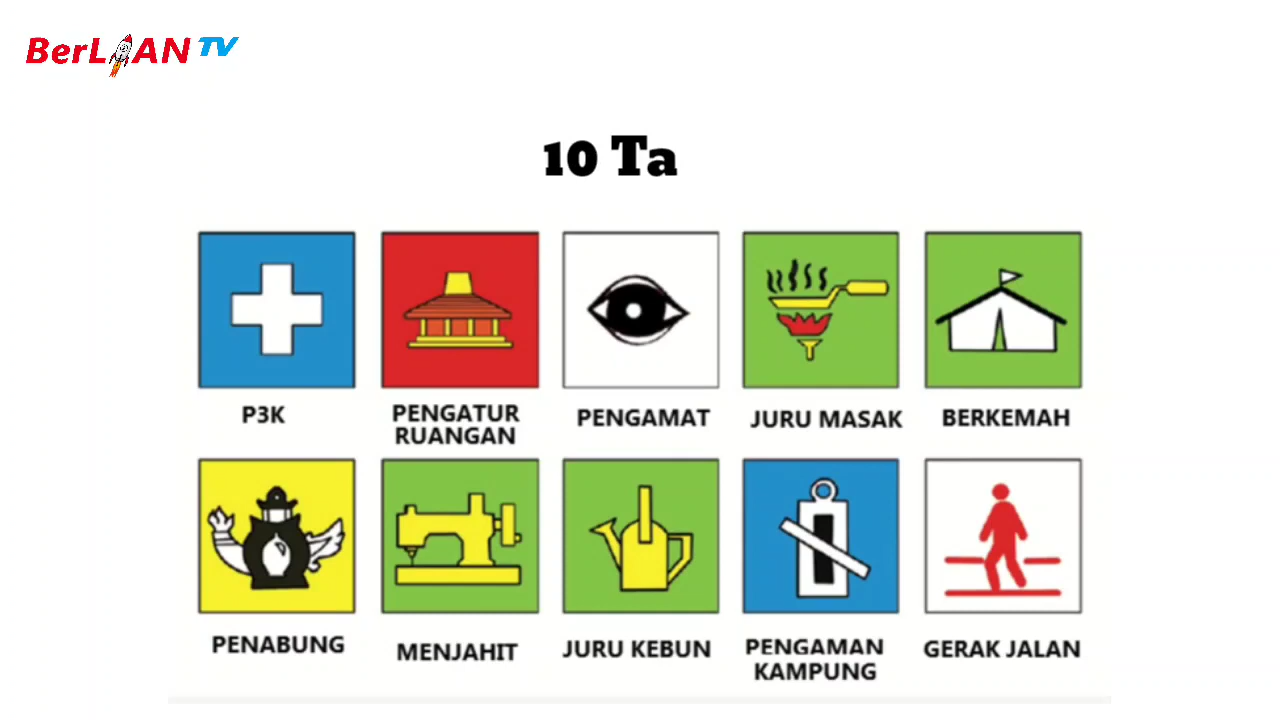 BerLIAN TV
10 Ta
P3K
PENGATUR
RUANGAN
PENGAMAT
JURU MASAK
BERKEMAH
PENABUNG
MENJAHIT
JURU KEBUN
PENGAMAN
KAMPUNG
GERAK JALAN